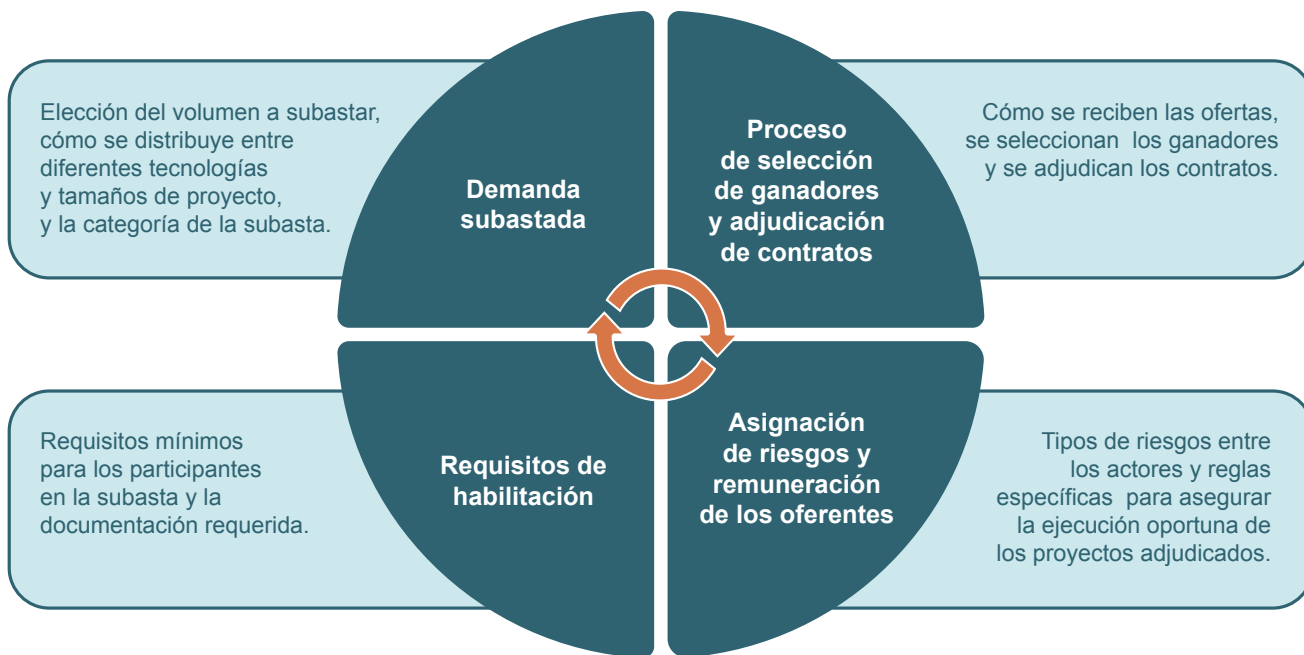 Elección del volumen a subastar,
cómo se distribuye entre
diferentes tecnologías
y tamaños de proyecto,
y la categoría de la subasta.
Demanda
subastada
Proceso
de selección
de ganadores
y adjudicación
de contratos
Cómo se reciben las ofertas,
se seleccionan los ganadores
y se adjudican los contratos.
Requisitos mínimos
para los participantes
en la subasta y la
documentación requerida.
Requisitos de
habilitación
Asignación
de riesgos y
remuneración
de los oferentes
Tipos de riesgos entre
los actores y reglas
específicas para asegurar
la ejecución oportuna de
los proyectos adjudicados.